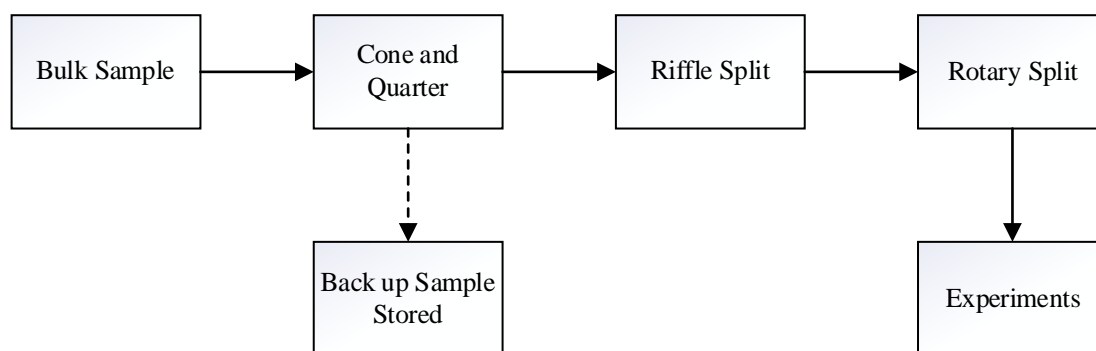 Bulk Sample
Cone and
Quarter
Riffle Split
Rotary Split
Back up Sample
Stored
Experiments